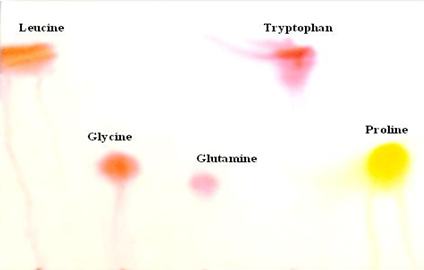 Leucine
Tryptophan
Glycine
Glutamine
Proline